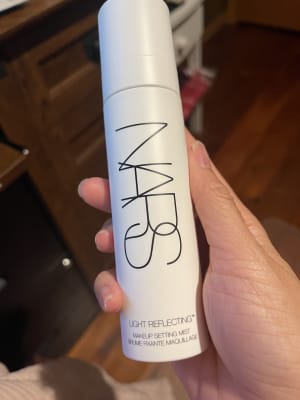 NARS
LIGHT REFLECTING™
MAKEUP SETTING MIST
BRUME FIXANTE MAQUILLAGE